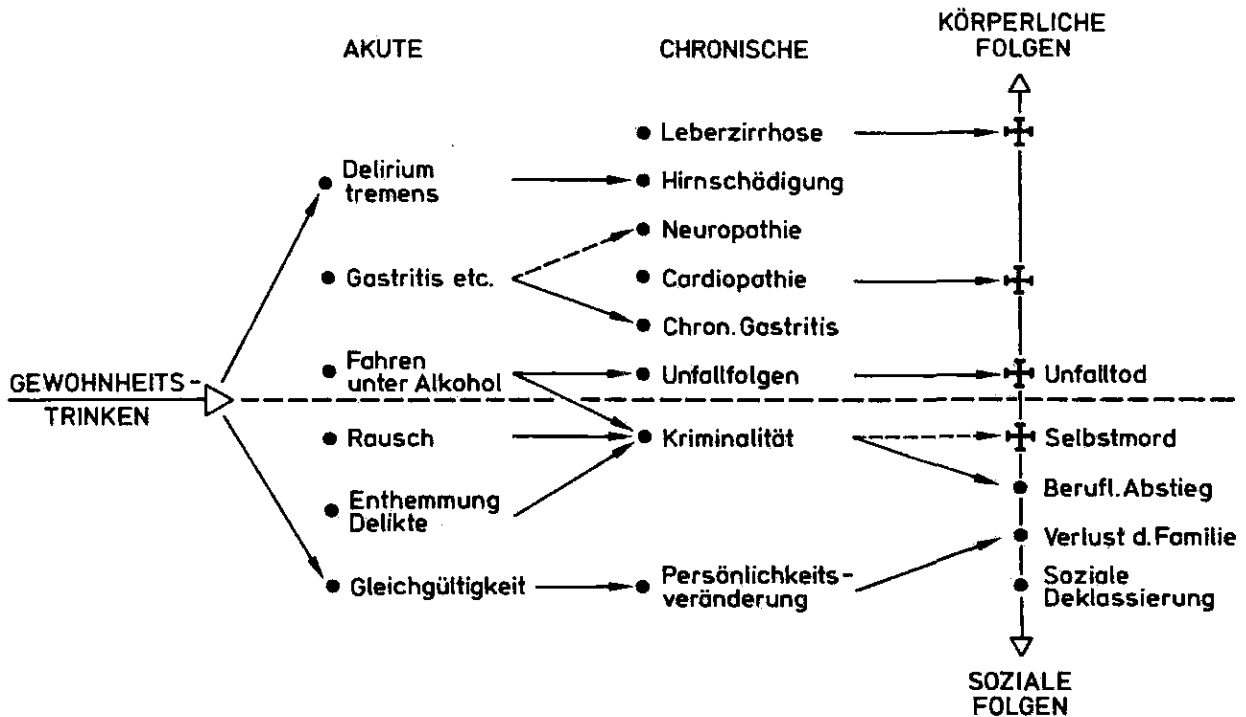 KÖRPERLICHE
FOLGEN
AKUTE
CHRONISCHE
Leberzirrhose
Delirium
tremens
Hirnschädigung
Neuropathie
Gastritis etc.
Cardiopathie
Chron. Gastritis
Fahren
unter Alkohol
Unfallfolgen
Unfalltod
GEWOHNHEITS-
TRINKEN
Rausch
Kriminalität
Selbstmord
Enthemmung
Delikte
Berufl. Abstieg
Verlust d. Familie
Gleichgültigkeit
Persönlichkeits-
veränderung
Soziale
Deklassierung
SOZIALE
FOLGEN